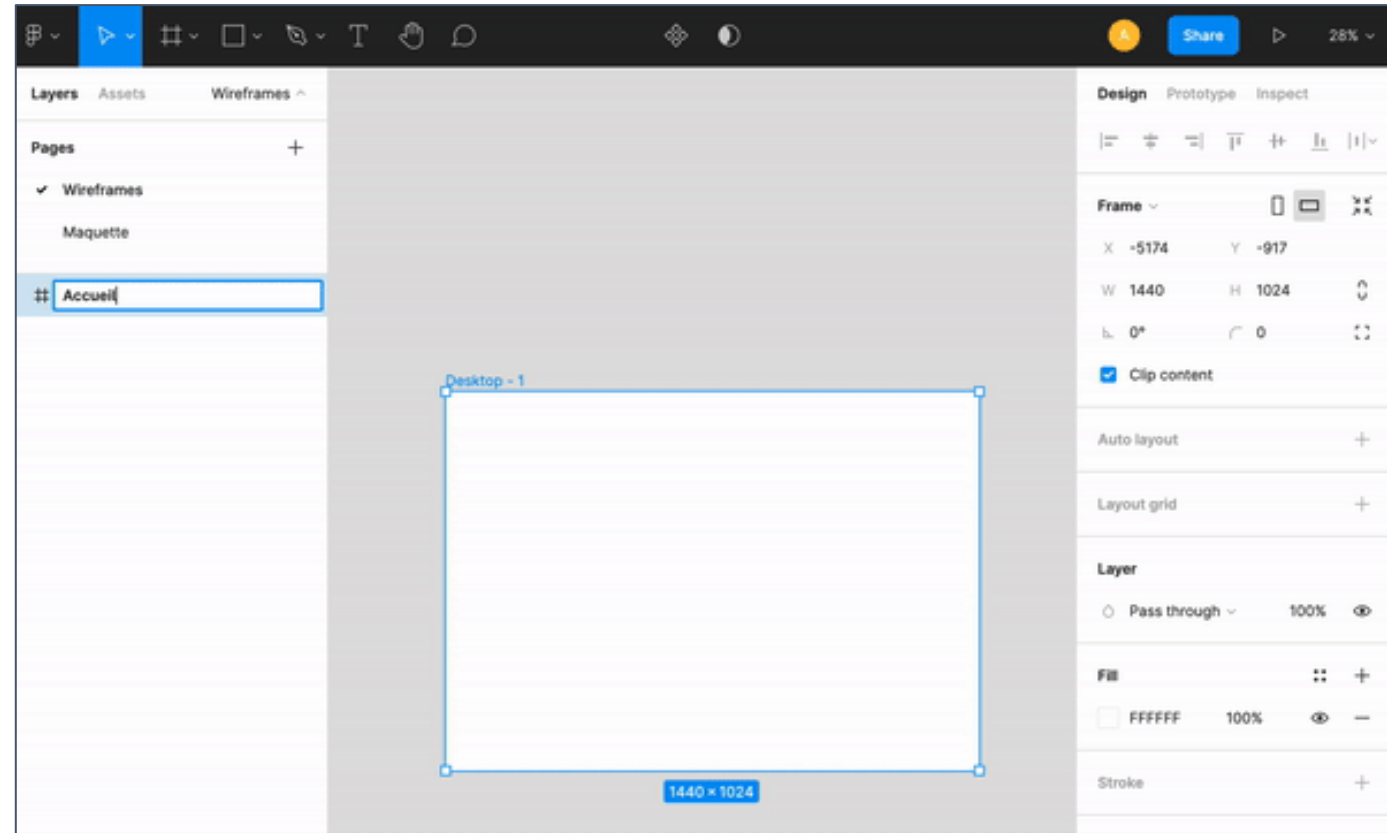 A Share 28%
Layers Assets Wireframes
Design Prototype Inspect
Pages
Wireframes
Maquette
Accueil
Desktop - 1
1440 × 1024
Frame
X -5174 Y -917
W 1440 H 1024
0° 0
Clip content
Auto layout
Layout grid
Layer
Pass through 100%
Fill
FFFFFF 100%
Stroke